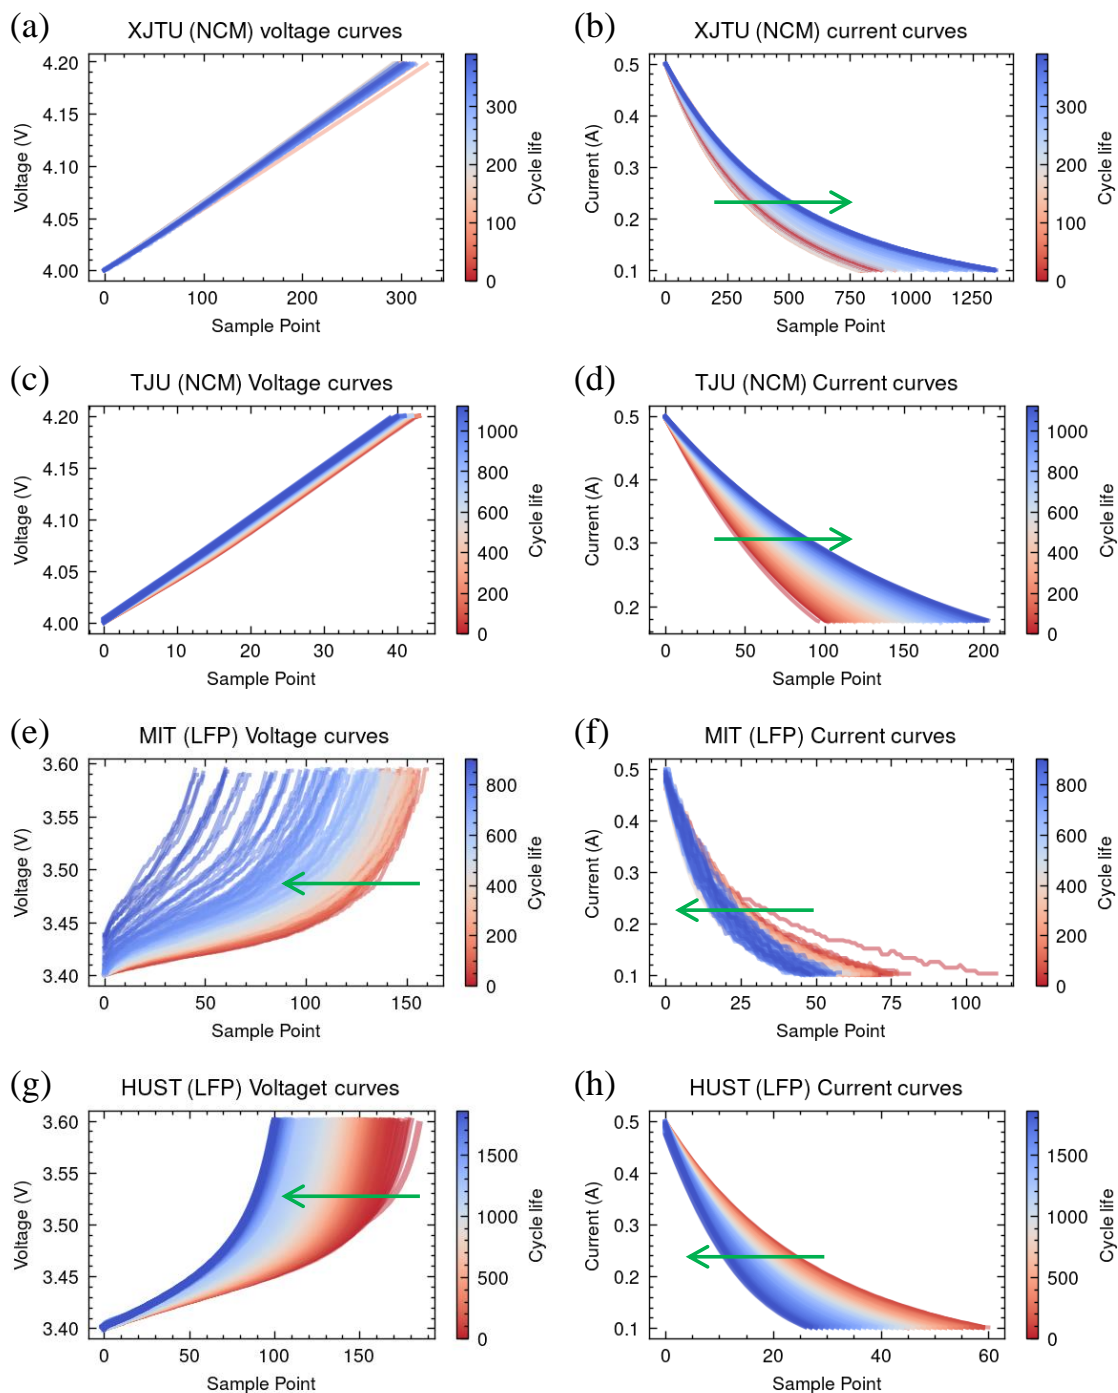 (a)
XJTU (NCM) voltage curves
4.20
4.15
4.10
4.05
4.00
Voltage (V)
0 100 200 300
Sample Point
300
200
100
0
Cycle life
(b)
XJTU (NCM) current curves
0.5
0.4
0.3
0.2
0.1
Current (A)
0 250 500 750 1000 1250
Sample Point
300
200
100
0
Cycle life
(c)
TJU (NCM) Voltage curves
4.20
4.15
4.10
4.05
4.00
Voltage (V)
0 10 20 30 40
Sample Point
1000
800
600
400
200
0
Cycle life
(d)
TJU (NCM) Current curves
0.5
0.4
0.3
0.2
Current (A)
0 50 100 150 200
Sample Point
1000
800
600
400
200
0
Cycle life
(e)
MIT (LFP) Voltage curves
3.60
3.55
3.50
3.45
3.40
Voltage (V)
0 50 100 150
Sample Point
800
600
400
200
0
Cycle life
(f)
MIT (LFP) Current curves
0.5
0.4
0.3
0.2
0.1
Current (A)
0 25 50 75 100
Sample Point
800
600
400
200
0
Cycle life
(g)
HUST (LFP) Voltaget curves
3.60
3.55
3.50
3.45
3.40
Voltage (V)
0 50 100 150
Sample Point
1500
1000
500
0
Cycle life
(h)
HUST (LFP) Current curves
0.5
0.4
0.3
0.2
0.1
Current (A)
0 20 40 60
Sample Point
1500
1000
500
0
Cycle life